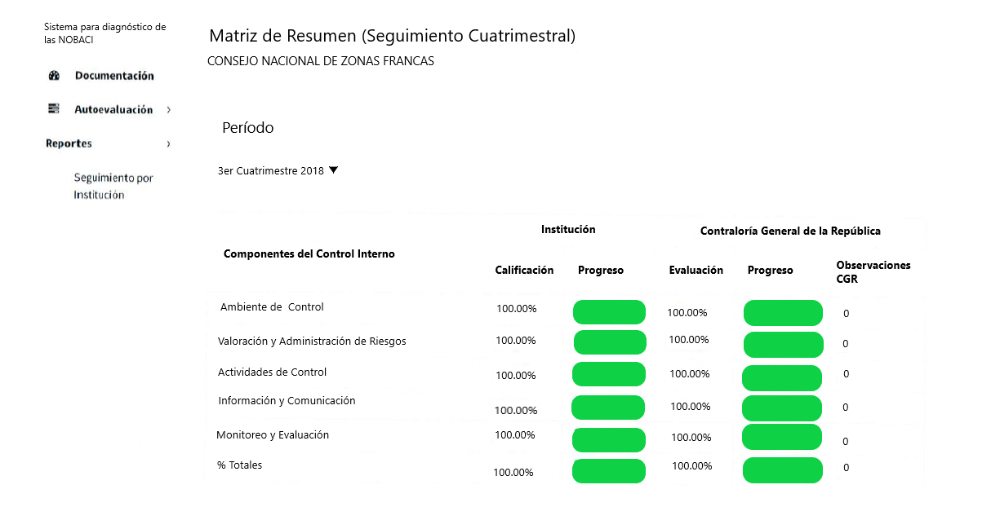 Sistema para diagnóstico de
las NOBACI
Documentación
Autoevaluación
Reportes
Seguimiento por
Institución
Matriz de Resumen (Seguimiento Cuatrimestral)
CONSEJO NACIONAL DE ZONAS FRANCAS
Período
3er Cuatrimestre 2018
Institución Contraloría General de la República
Componentes del Control Interno
Calificación Progreso Evaluación Progreso Observaciones
CGR
Ambiente de Control 100.00% 100.00% 0
Valoración y Administración de Riesgos 100.00% 100.00% 0
Actividades de Control 100.00% 100.00% 0
Información y Comunicación 100.00% 100.00% 0
Monitoreo y Evaluación 100.00% 100.00% 0
% Totales 100.00% 100.00% 0